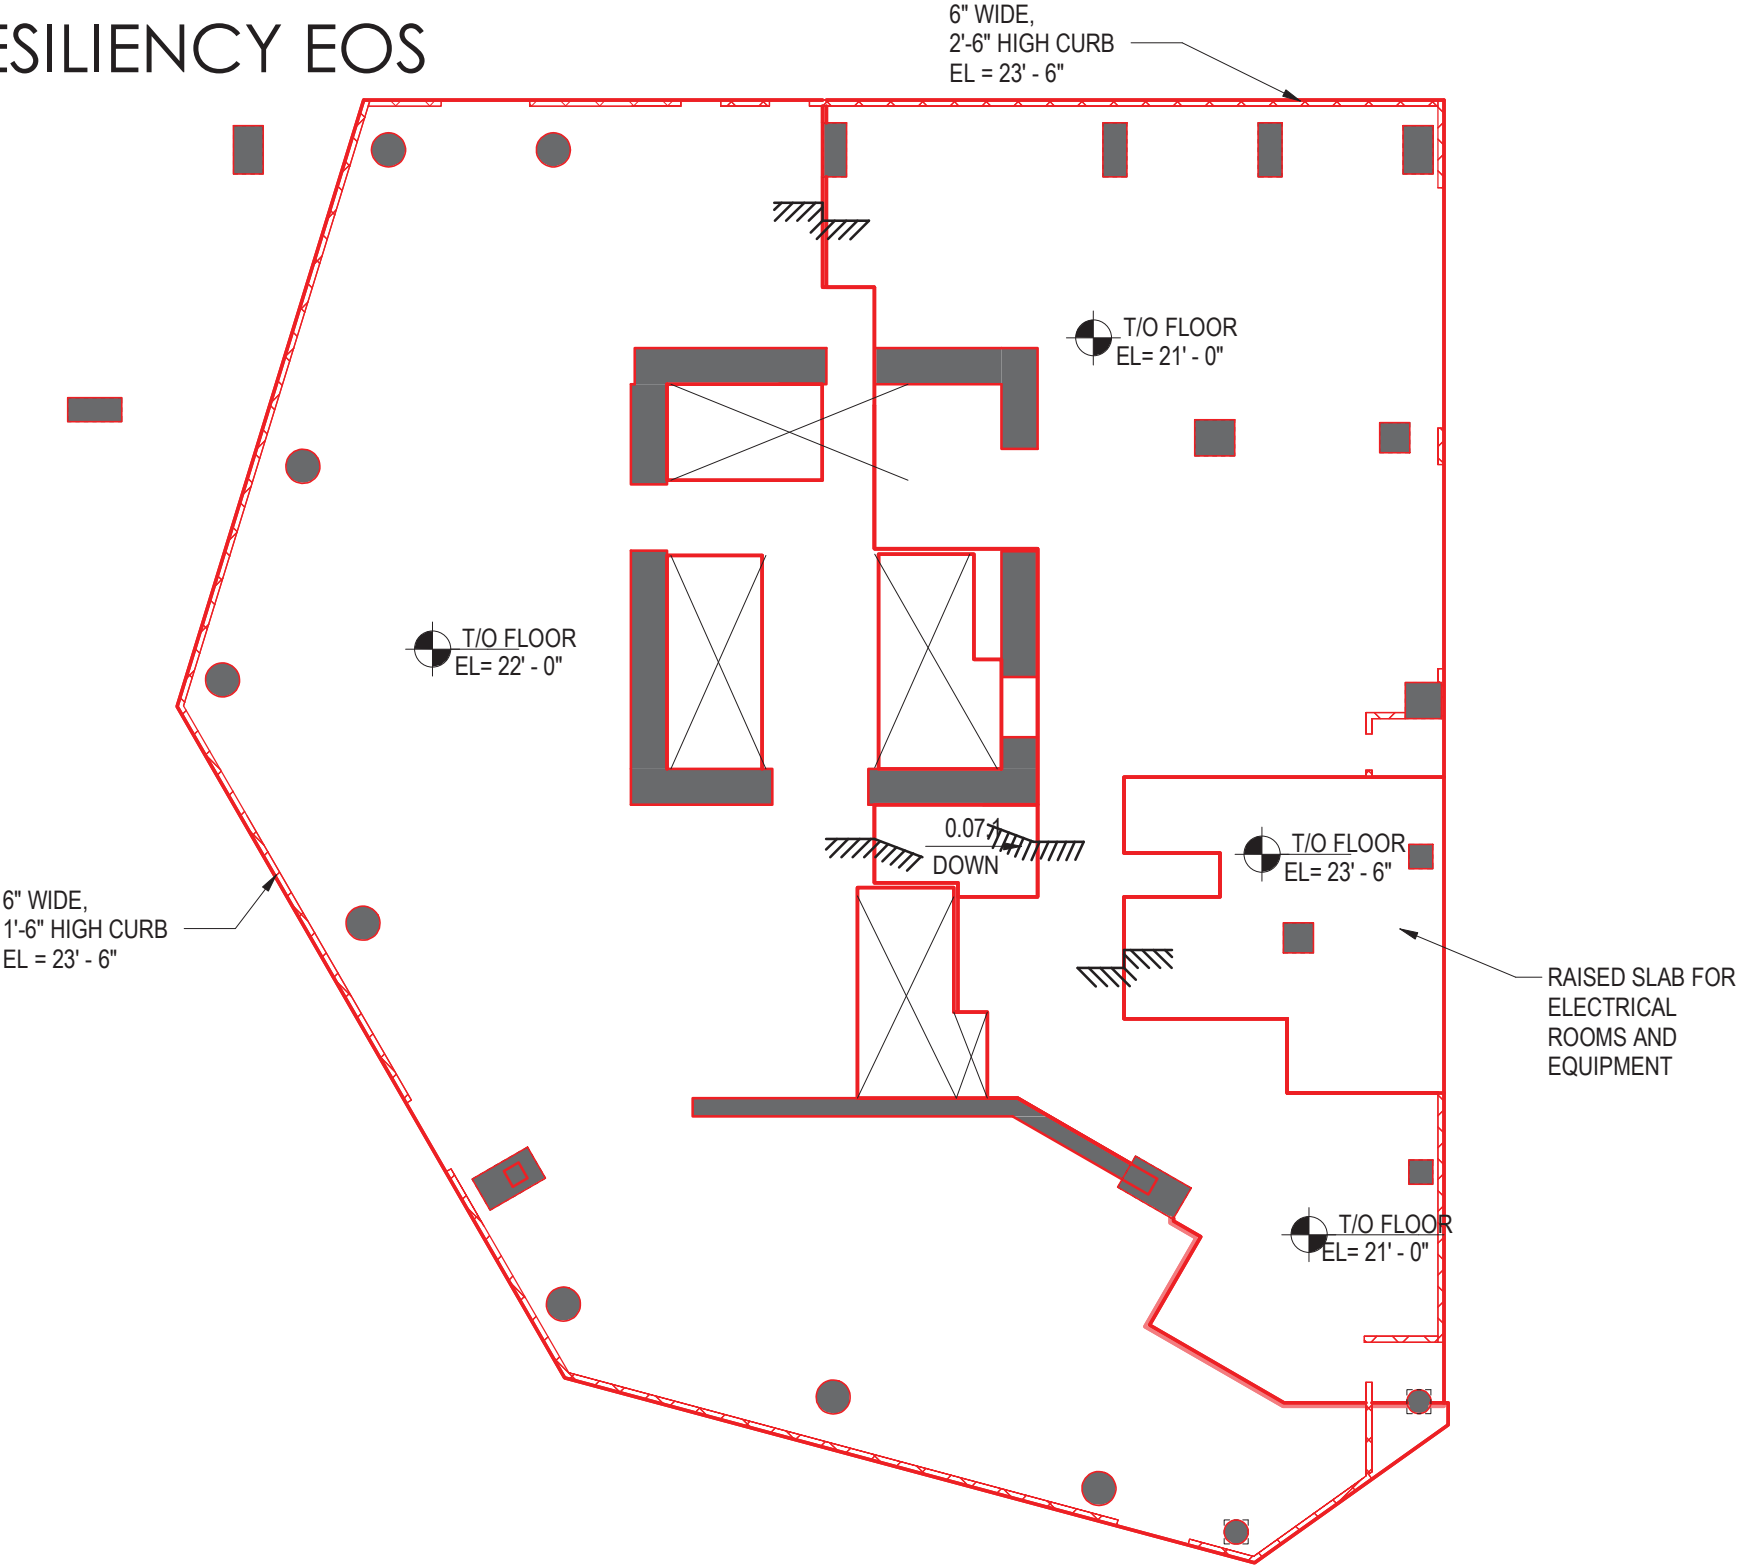 ESILIENCY EOS
6" WIDE,
2'-6" HIGH CURB
EL = 23' - 6"
T/O FLOOR
EL= 21' - 0"
T/O FLOOR
EL= 22' - 0"
0.07:1
DOWN
T/O FLOOR
EL= 23' - 6"
6" WIDE,
1'-6" HIGH CURB
EL = 23' - 6"
RAISED SLAB FOR
ELECTRICAL
ROOMS AND
EQUIPMENT
T/O FLOOR
EL= 21' - 0"